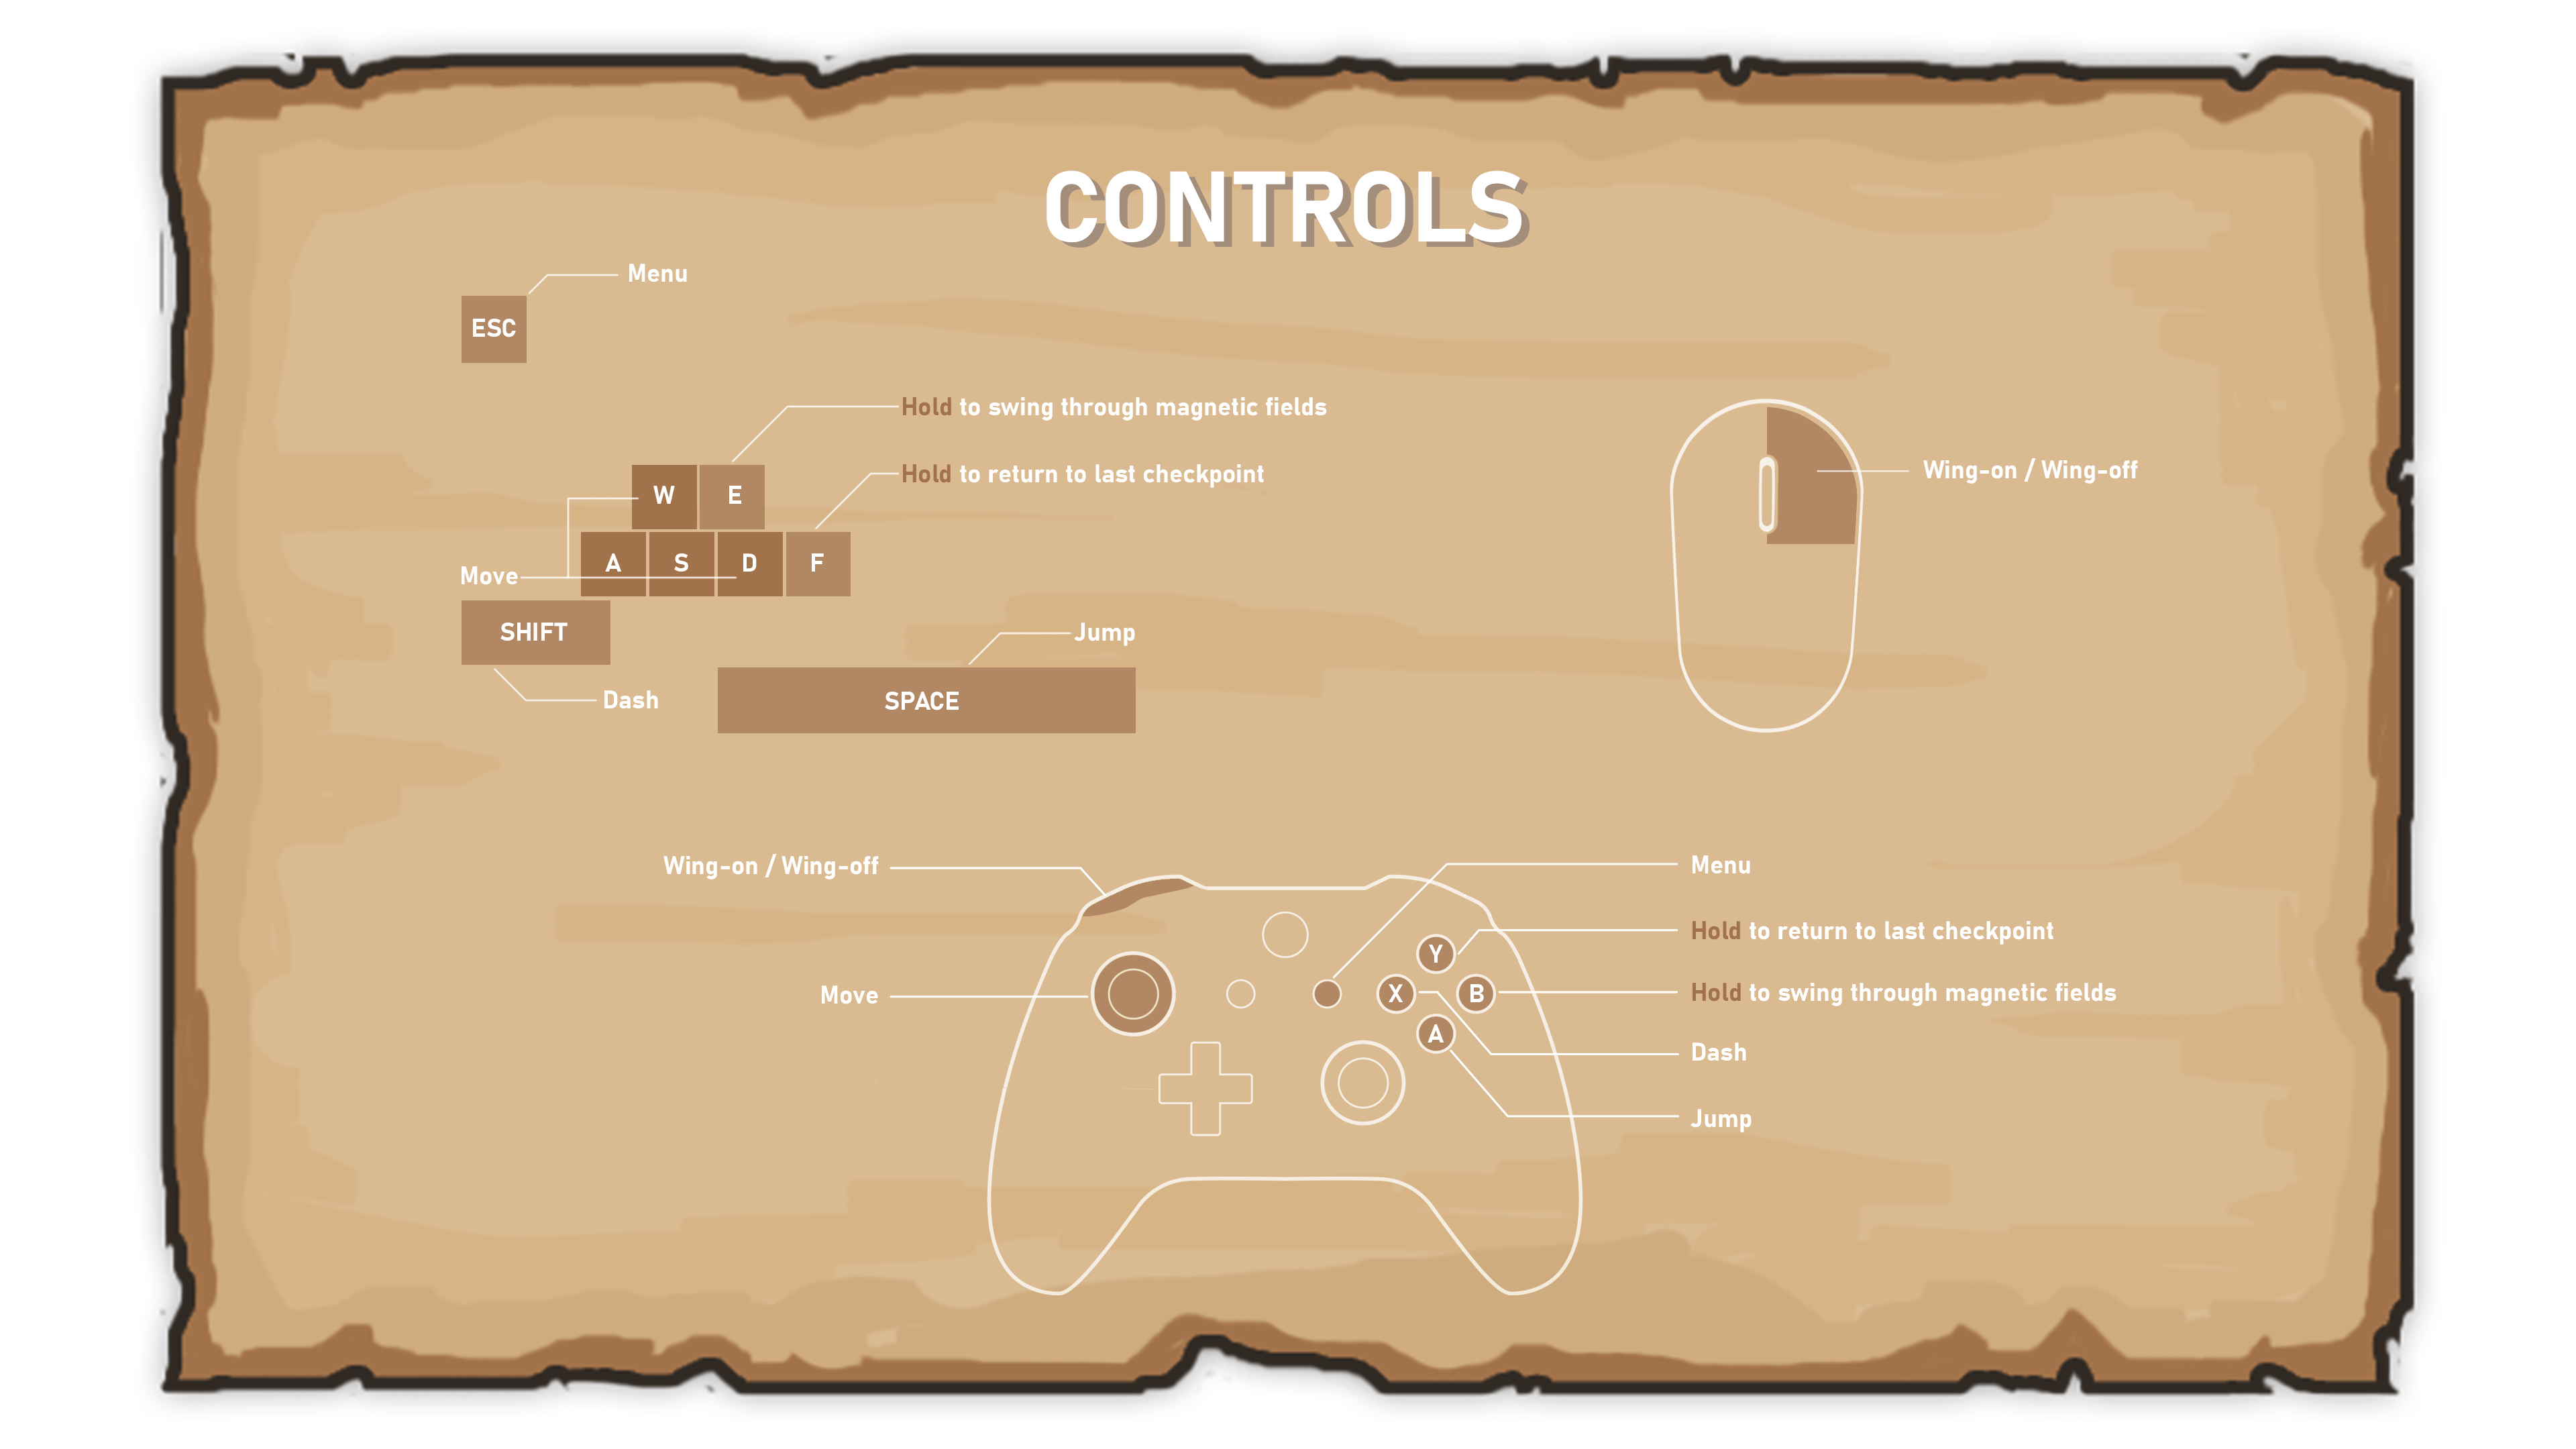 CONTROLS
Menu
ESC
Hold to swing through magnetic fields
Hold to return to last checkpoint
W E
A S D F
Move
SHIFT
Jump
Dash
SPACE
Wing-on / Wing-off
Wing-on / Wing-off
Move
Menu
Y
Hold to return to last checkpoint
X B
Hold to swing through magnetic fields
A
Dash
Jump